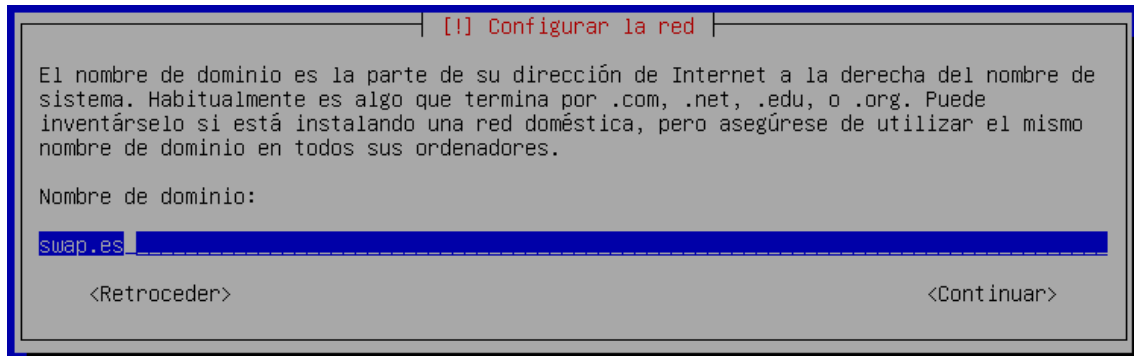 [!] Configurar la red
El nombre de dominio es la parte de su dirección de Internet a la derecha del nombre de
sistema. Habitualmente es algo que termina por .com, .net, .edu, o .org. Puede
inventárselo si está instalando una red doméstica, pero asegúrese de utilizar el mismo
nombre de dominio en todos sus ordenadores.
Nombre de dominio:
swap.es
<Retroceder> <Continuar>